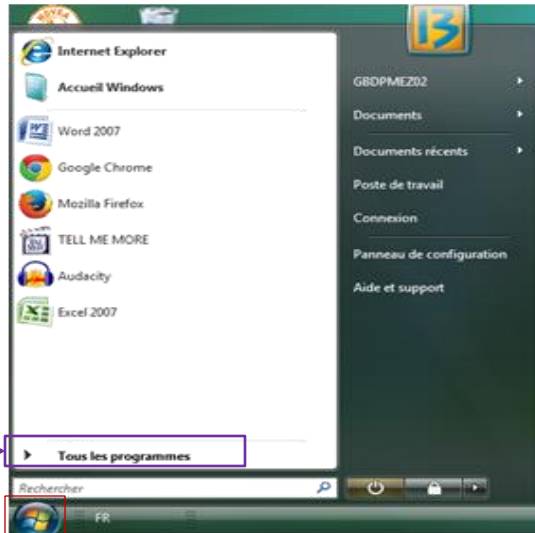 Internet Explorer
Accueil Windows
Word 2007
Google Chrome
Mozilla Firefox
TELL ME MORE
Audacity
Excel 2007
Tous les programmes
Rechercher
FR
13
GBDPMEZ02
Documents
Documents récents
Poste de travail
Connexion
Panneau de configuration
Aide et support